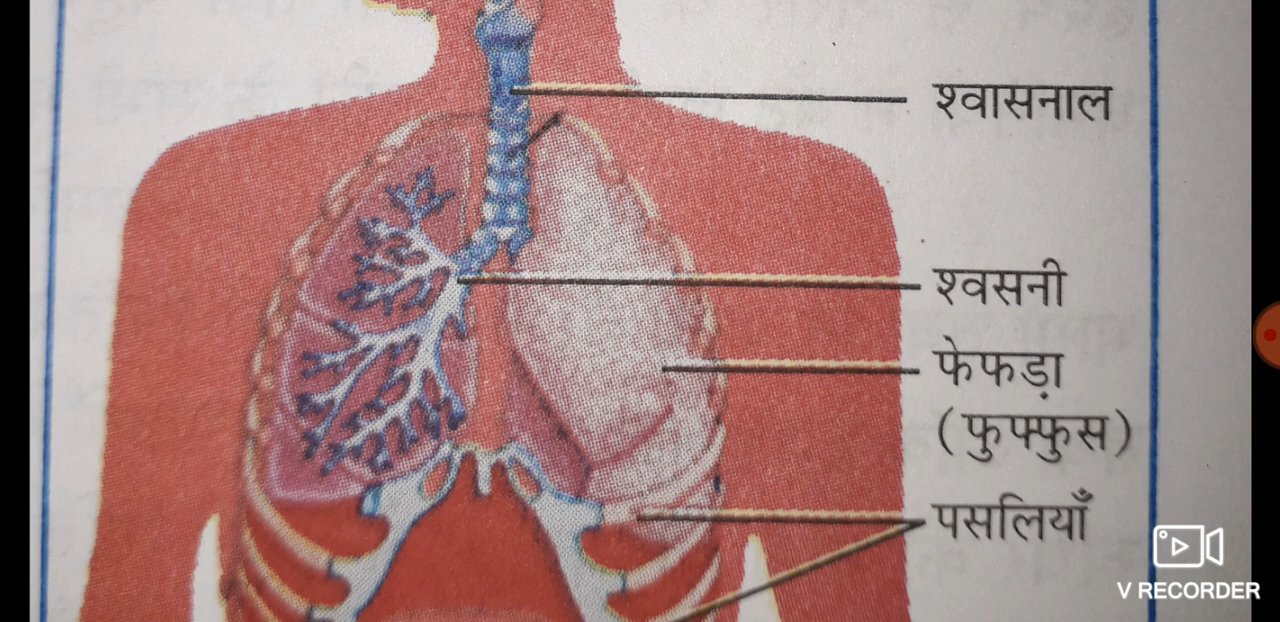 श्वासनाल
श्वसनी
फेफड़ा
(फुफ्फुस)
पसलियाँ
V RECORDER